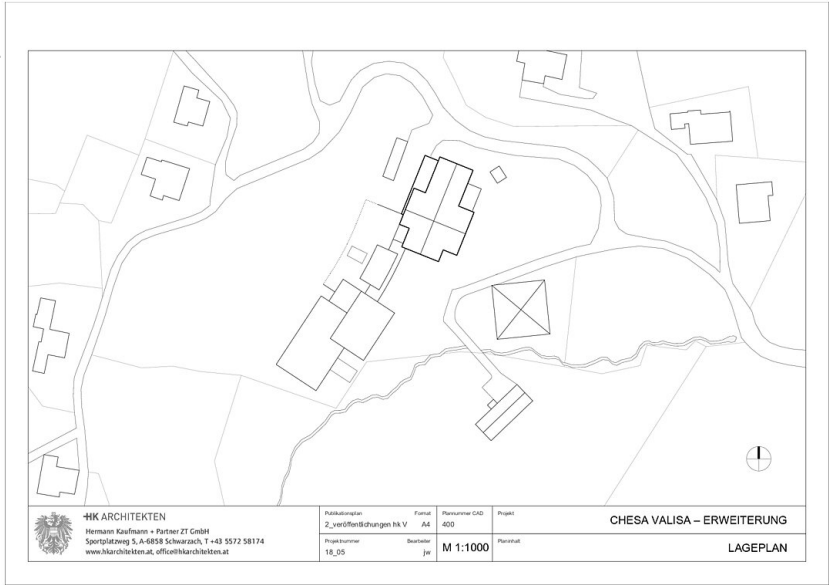 HK ARCHITEKTEN
Hermann Kaufmann + Partner ZT GmbH
Sportplatzweg 5, A-6858 Schwarzach, T +43 5572 58174
www.hkarchitekten.at, office@hkarchitekten.at
Publikationsplan Format
2_veröffentlichungen hk V A4
Projektnummer Bearbeiter
18_05 jw
Plannummer CAD
400
M 1:1000
Projekt
CHESA VALISA – ERWEITERUNG
Planinhalt
LAGEPLAN